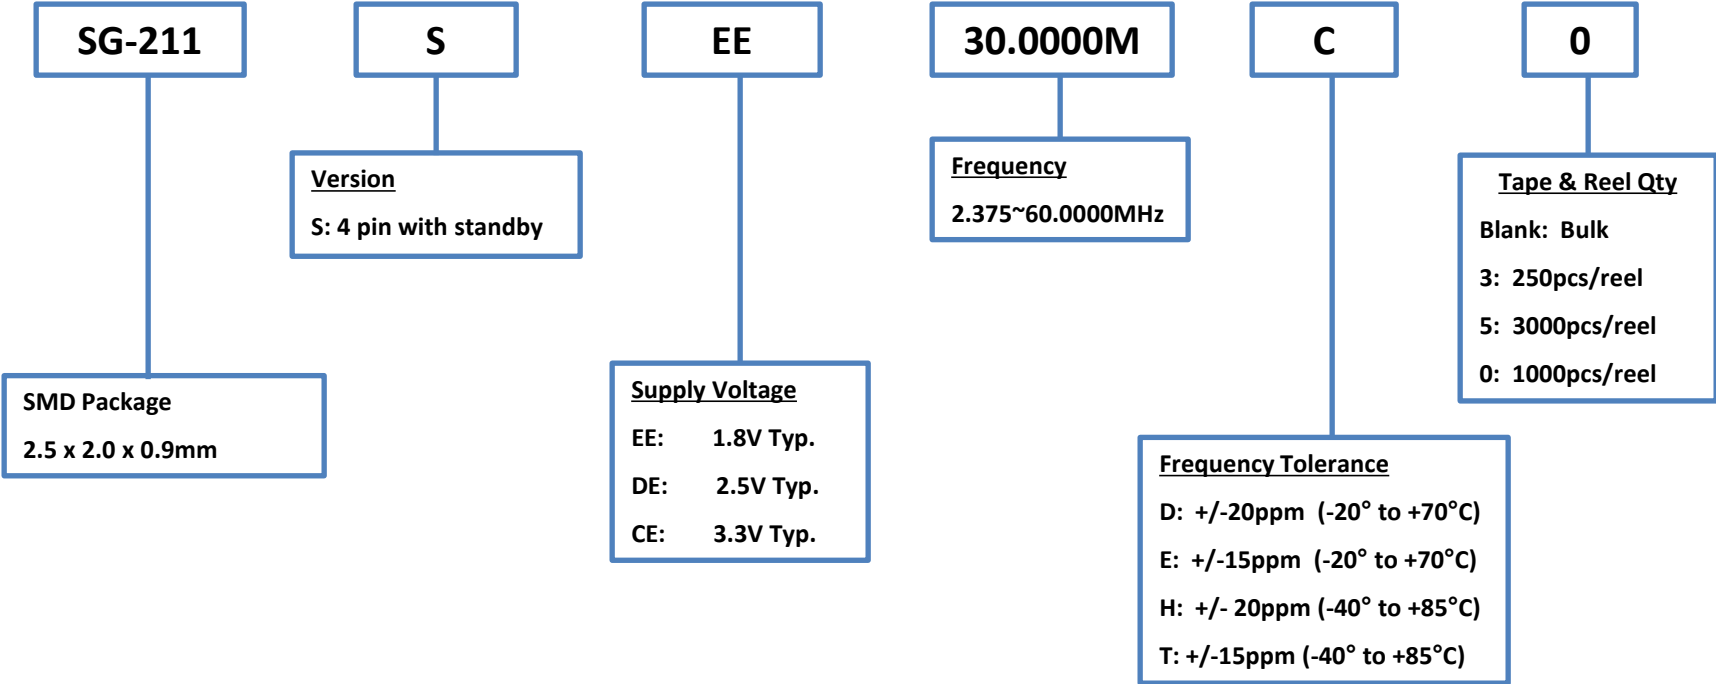 SG-211
S
EE
30.0000M
C
0
Version
S: 4 pin with standby
Frequency
2.375~60.0000MHz
Tape & Reel Qty
Blank: Bulk
3: 250pcs/reel
5: 3000pcs/reel
0: 1000pcs/reel
SMD Package
2.5 x 2.0 x 0.9mm
Supply Voltage
EE: 1.8V Typ.
DE: 2.5V Typ.
CE: 3.3V Typ.
Frequency Tolerance
D: +/-20ppm (-20° to +70°C)
E: +/-15ppm (-20° to +70°C)
H: +/- 20ppm (-40° to +85°C)
T: +/-15ppm (-40° to +85°C)